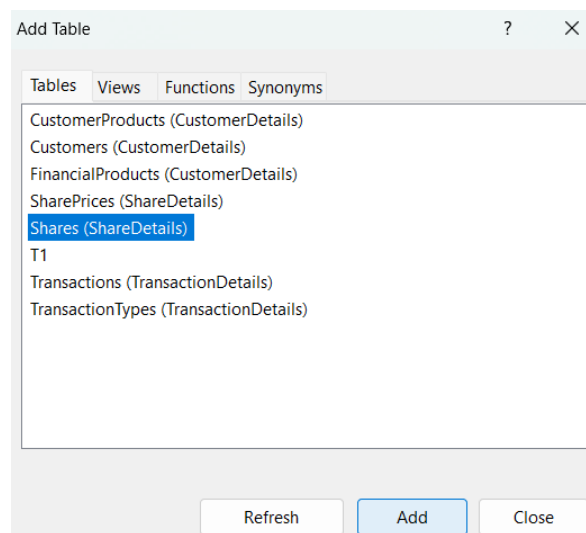 Add Table ? ×
Tables Views Functions Synonyms
CustomerProducts (CustomerDetails)
Customers (CustomerDetails)
FinancialProducts (CustomerDetails)
SharePrices (ShareDetails)
Shares (ShareDetails)
T1
Transactions (TransactionDetails)
TransactionTypes (TransactionDetails)
Refresh Add Close